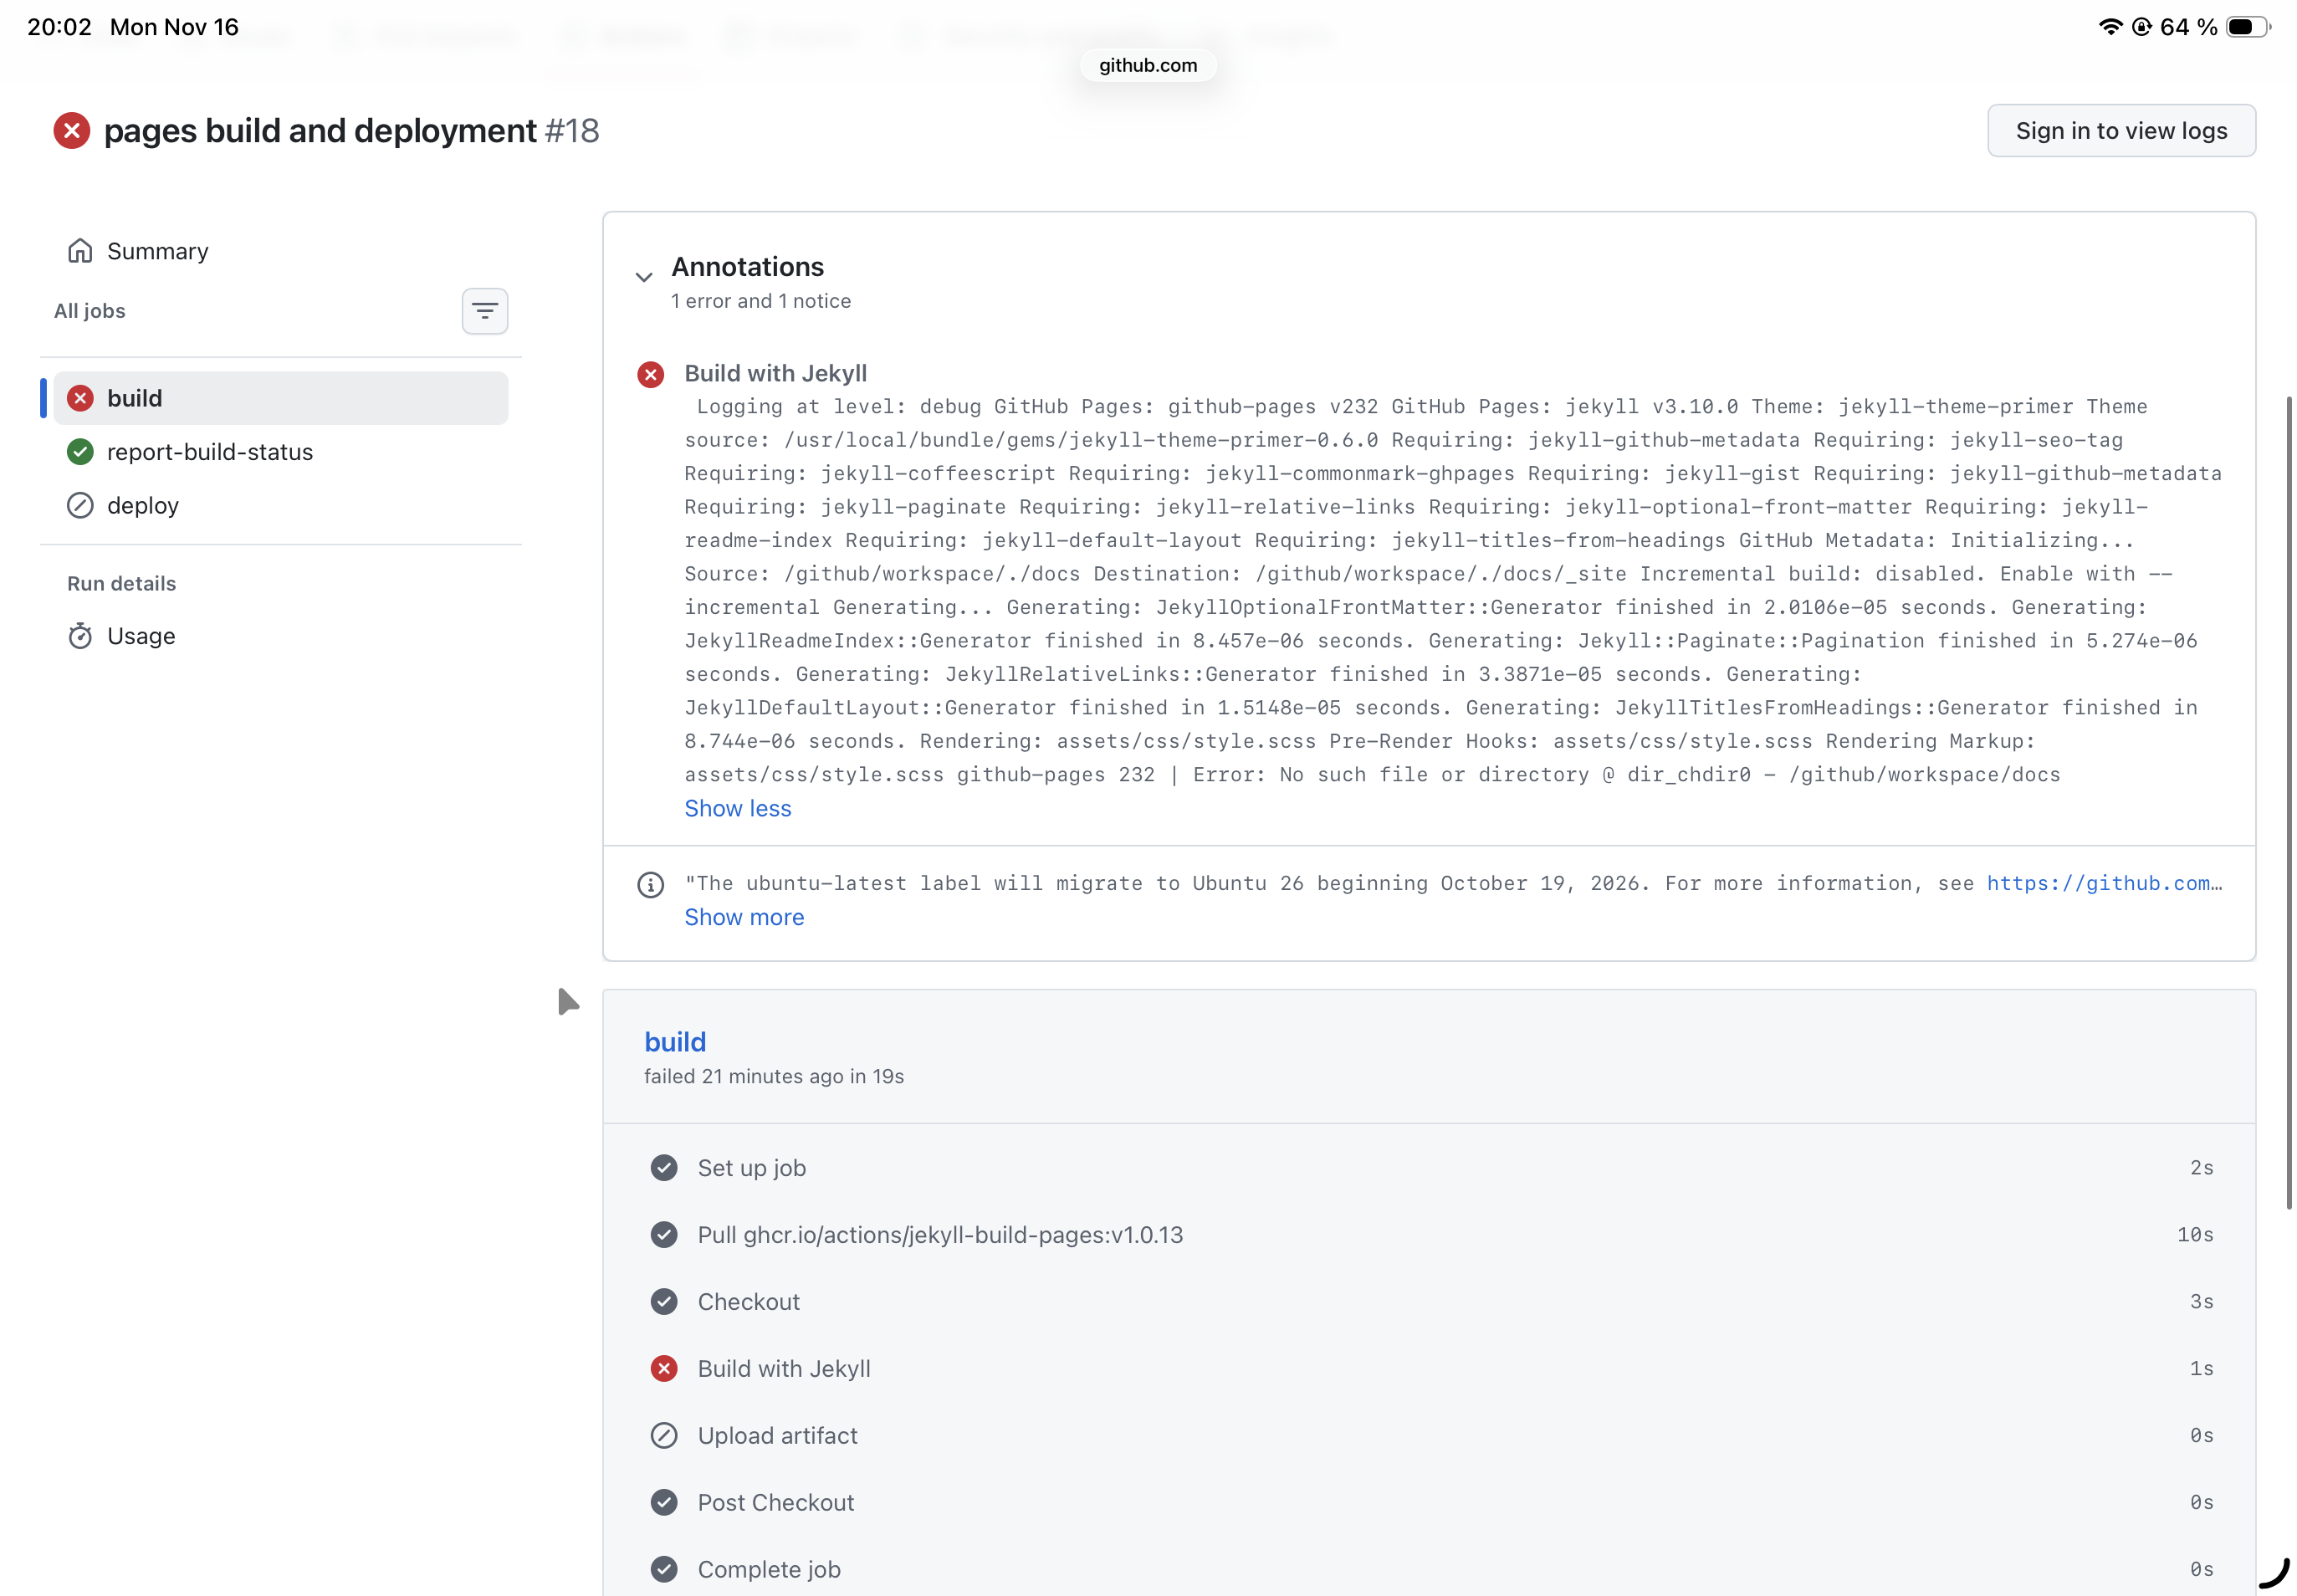 20:02 Mon Nov 16
64 %
github.com
pages build and deployment #18
Sign in to view logs
Summary
All jobs
build
report-build-status
deploy
Run details
Usage
Annotations
1 error and 1 notice
Build with Jekyll
Logging at level: debug GitHub Pages: github-pages v232 GitHub Pages: jekyll v3.10.0 Theme: jekyll-theme-primer Theme
source: /usr/local/bundle/gems/jekyll-theme-primer-0.6.0 Requiring: jekyll-github-metadata Requiring: jekyll-seo-tag
Requiring: jekyll-coffeescript Requiring: jekyll-commonmark-ghpages Requiring: jekyll-gist Requiring: jekyll-github-metadata
Requiring: jekyll-paginate Requiring: jekyll-relative-links Requiring: jekyll-optional-front-matter Requiring: jekyll-
readme-index Requiring: jekyll-default-layout Requiring: jekyll-titles-from-headings GitHub Metadata: Initializing...
Source: /github/workspace/./docs Destination: /github/workspace/./docs/_site Incremental build: disabled. Enable with --
incremental Generating... Generating: JekyllOptionalFrontMatter::Generator finished in 2.0106e-05 seconds. Generating:
JekyllReadmeIndex::Generator finished in 8.457e-06 seconds. Generating: Jekyll::Paginate::Pagination finished in 5.274e-06
seconds. Generating: JekyllRelativeLinks::Generator finished in 3.3871e-05 seconds. Generating:
JekyllDefaultLayout::Generator finished in 1.5148e-05 seconds. Generating: JekyllTitlesFromHeadings::Generator finished in
8.744e-06 seconds. Rendering: assets/css/style.scss Pre-Render Hooks: assets/css/style.scss Rendering Markup:
assets/css/style.scss github-pages 232 | Error: No such file or directory @ dir_chdir0 - /github/workspace/docs
Show less
"The ubuntu-latest label will migrate to Ubuntu 26 beginning October 19, 2026. For more information, see https://github.com…
Show more
build
failed 21 minutes ago in 19s
Set up job 2s
Pull ghcr.io/actions/jekyll-build-pages:v1.0.13 10s
Checkout 3s
Build with Jekyll 1s
Upload artifact 0s
Post Checkout 0s
Complete job 0s